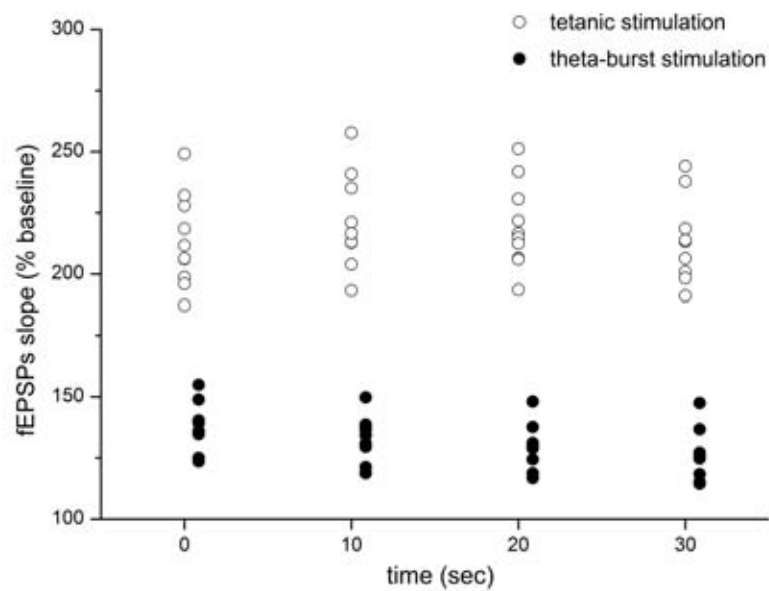 tetanic stimulation
theta-burst stimulation
300
250
200
150
100
fEPSPs slope (% baseline)
0 10 20 30
time (sec)